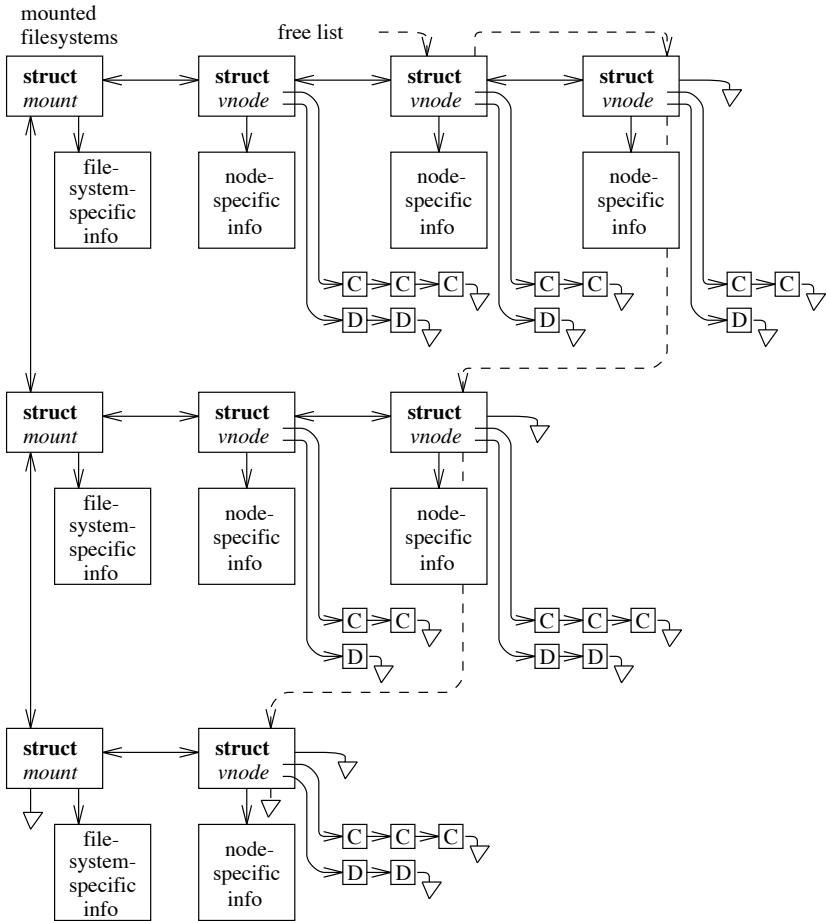 mounted
filesystems
free list
struct
mount
struct
vnode
struct
vnode
struct
vnode
file-
system-
specific
info
node-
specific
info
node-
specific
info
node-
specific
info
C C C
C C
C C
D D
D
D
struct
mount
struct
vnode
struct
vnode
file-
system-
specific
info
node-
specific
info
node-
specific
info
C C
C C C
D
D D
struct
mount
struct
vnode
file-
system-
specific
info
node-
specific
info
C C C
D D